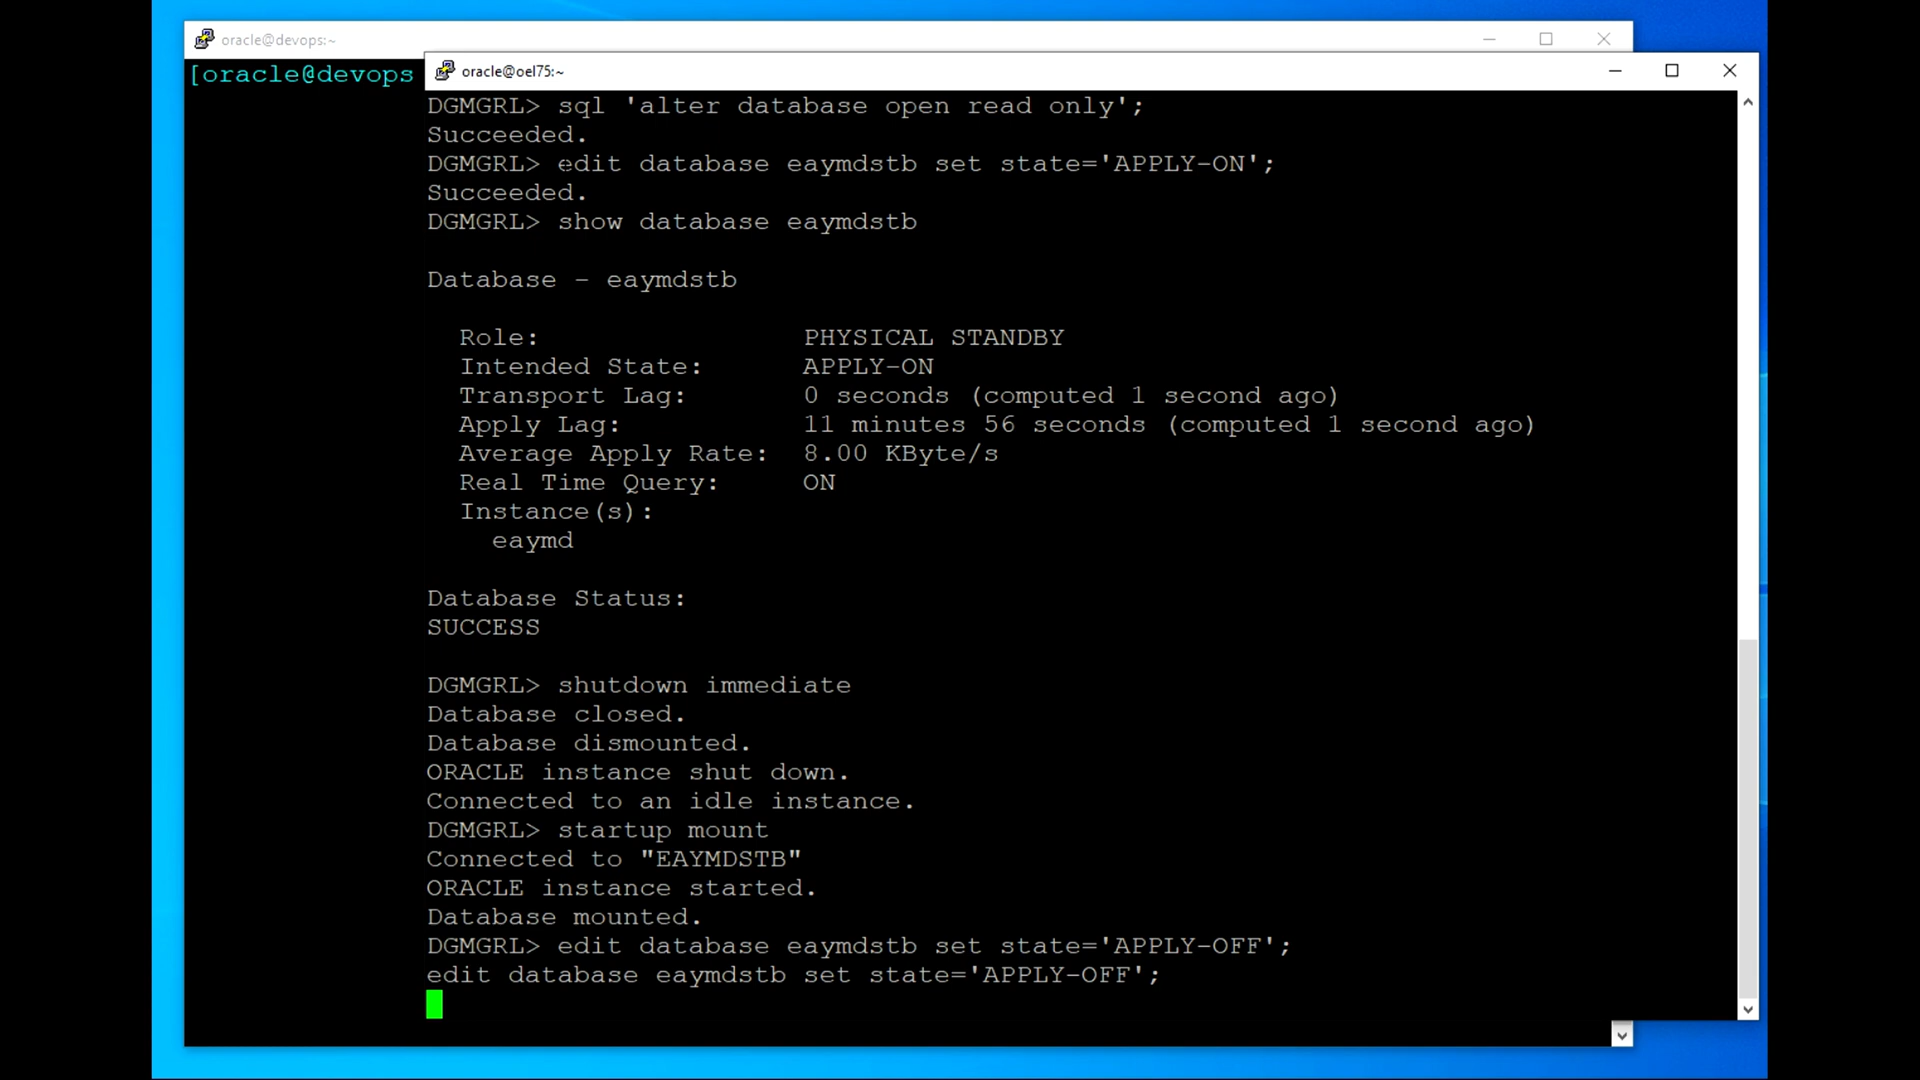 oracle@devops:~
[oracle@devops
oracle@oel75:~
DGMGRL> sql 'alter database open read only';
Succeeded.
DGMGRL> edit database eaymdstb set state='APPLY-ON';
Succeeded.
DGMGRL> show database eaymdstb
Database - eaymdstb
Role: PHYSICAL STANDBY
Intended State: APPLY-ON
Transport Lag: 0 seconds (computed 1 second ago)
Apply Lag: 11 minutes 56 seconds (computed 1 second ago)
Average Apply Rate: 8.00 KByte/s
Real Time Query: ON
Instance(s):
eaymd
Database Status:
SUCCESS
DGMGRL> shutdown immediate
Database closed.
Database dismounted.
ORACLE instance shut down.
Connected to an idle instance.
DGMGRL> startup mount
Connected to "EAYMDSTB"
ORACLE instance started.
Database mounted.
DGMGRL> edit database eaymdstb set state='APPLY-OFF';
edit database eaymdstb set state='APPLY-OFF';